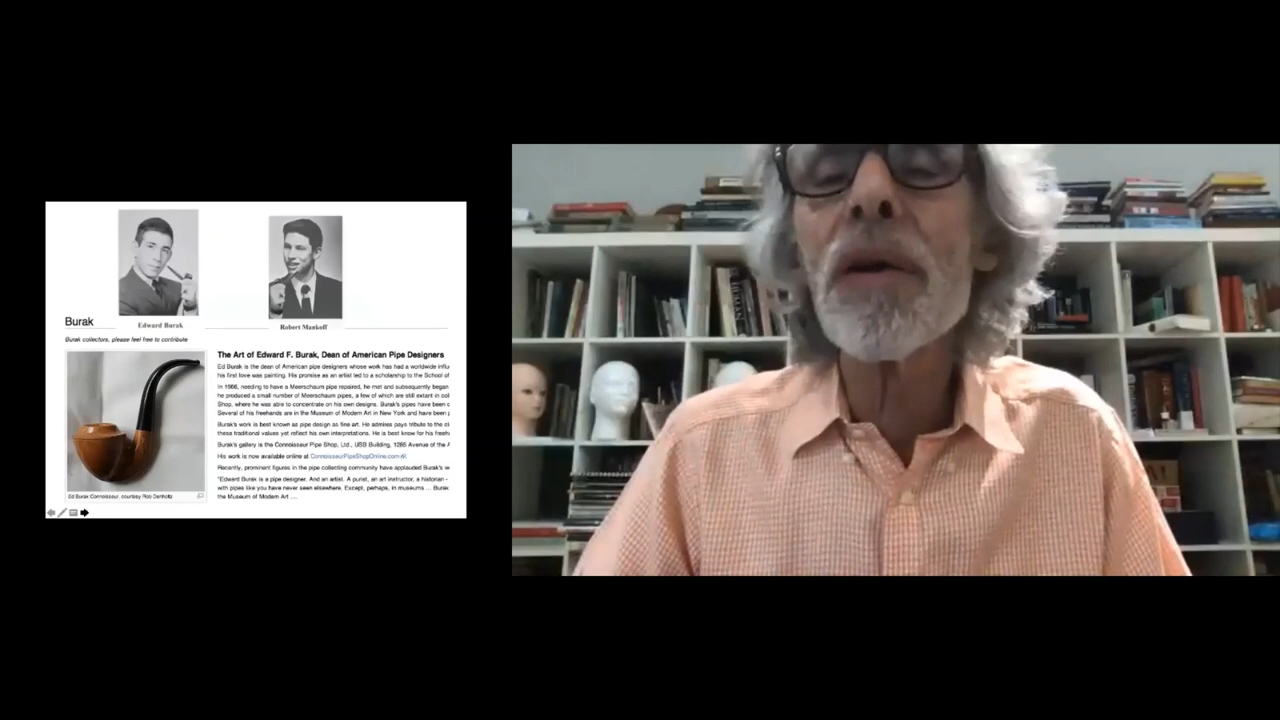 Edward Burak
Robert Mankoff
Burak
Burak collectors, please feel free to contribute
The Art of Edward F. Burak, Dean of American Pipe Designers
Ed Burak is the dean of American pipe designers whose work has had a worldwide influ
his first love was painting. His promise as an artist led to a scholarship to the School of
In 1966, needing to have a Meerschaum pipe repaired, he met and subsequently began
he produced a small number of Meerschaum pipes, a few of which are still extant in col
Shop, where he was able to concentrate on his own designs. Burak's pipes have been
Several of his freehands are in the Museum of Modern Art in New York and have been
Burak's work is best known as pipe design as fine art. He admires pays tribute to the
these traditional values yet reflect his own interpretations. He is best know for his freeh
Burak's gallery is the Connoisseur Pipe Shop, Ltd., USB Building, 1285 Avenue of the
His work is now available online at ConnoisseurPipeShopOnline.com
Recently, prominent figures in the pipe collecting community have applauded Burak's w
"Edward Burak is a pipe designer. And an artist. A purist, an art instructor, a historian -
with pipes like you have never seen elsewhere. Except, perhaps, in museums ... Burak
the Museum of Modern Art ....
Ed Burak Connoisseur, courtesy Rob Denholtz